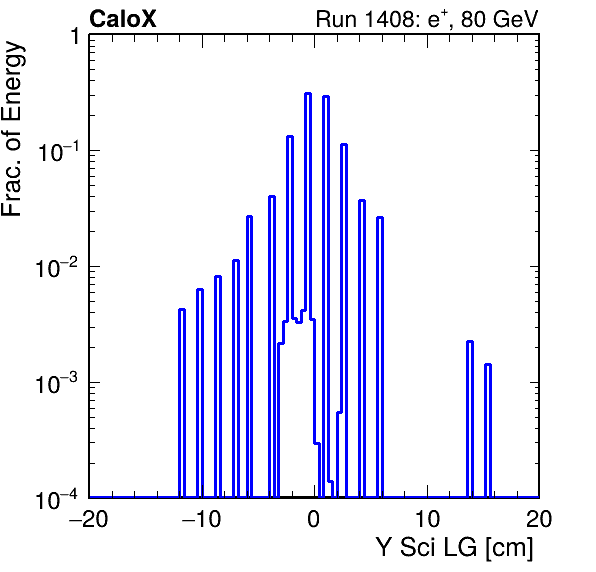 CaloX Run 1408: e⁺, 80 GeV
Frac. of Energy
1
10⁻¹
10⁻²
10⁻³
10⁻⁴
−20 −10 0 10 20
Y Sci LG [cm]